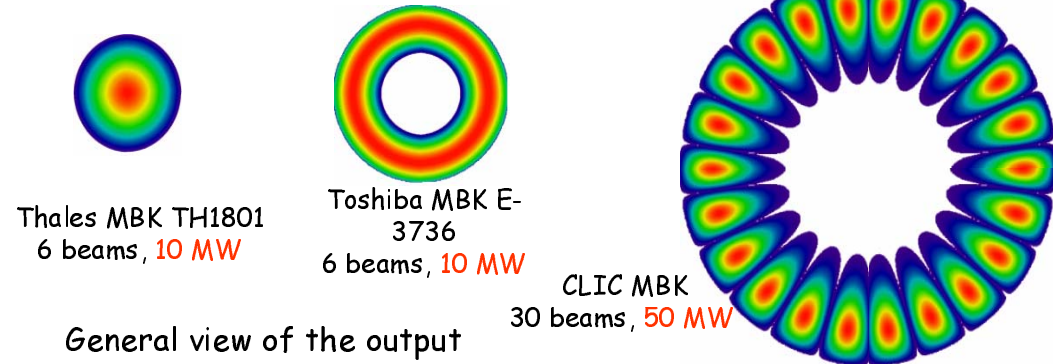 Thales MBK TH1801
6 beams, 10 MW
Toshiba MBK E-
3736
6 beams, 10 MW
CLIC MBK
30 beams, 50 MW
General view of the output